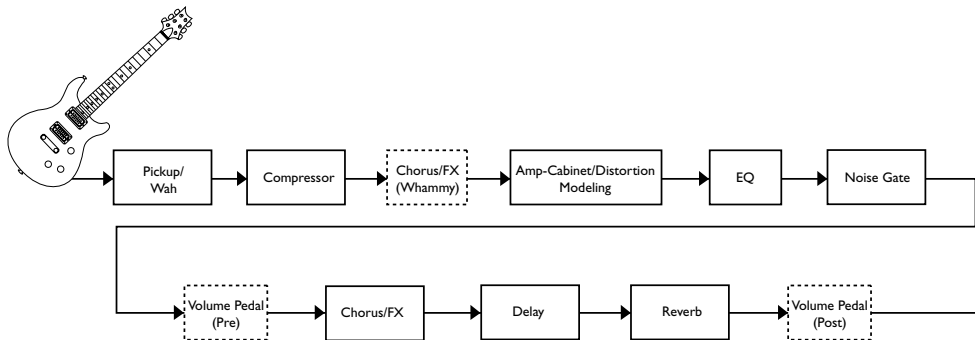 Pickup/
Wah
Compressor
Chorus/FX
(Whammy)
Amp-Cabinet/Distortion
Modeling
EQ
Noise Gate
Volume Pedal
(Pre)
Chorus/FX
Delay
Reverb
Volume Pedal
(Post)